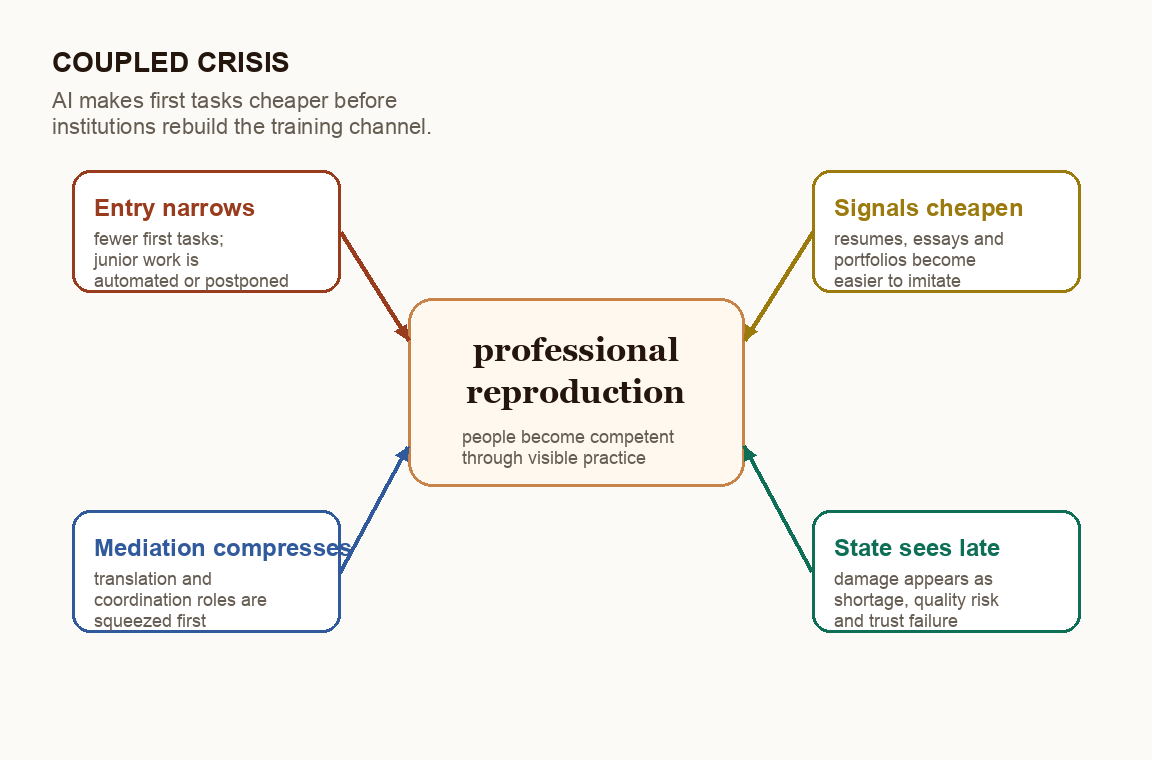 COUPLED CRISIS
AI makes first tasks cheaper before
institutions rebuild the training channel.
Entry narrows
fewer first tasks;
junior work is
automated or postponed
Signals cheapen
resumes, essays and
portfolios become
easier to imitate
professional
reproduction
people become competent
through visible practice
Mediation compresses
translation and
coordination roles are
squeezed first
State sees late
damage appears as
shortage, quality risk
and trust failure